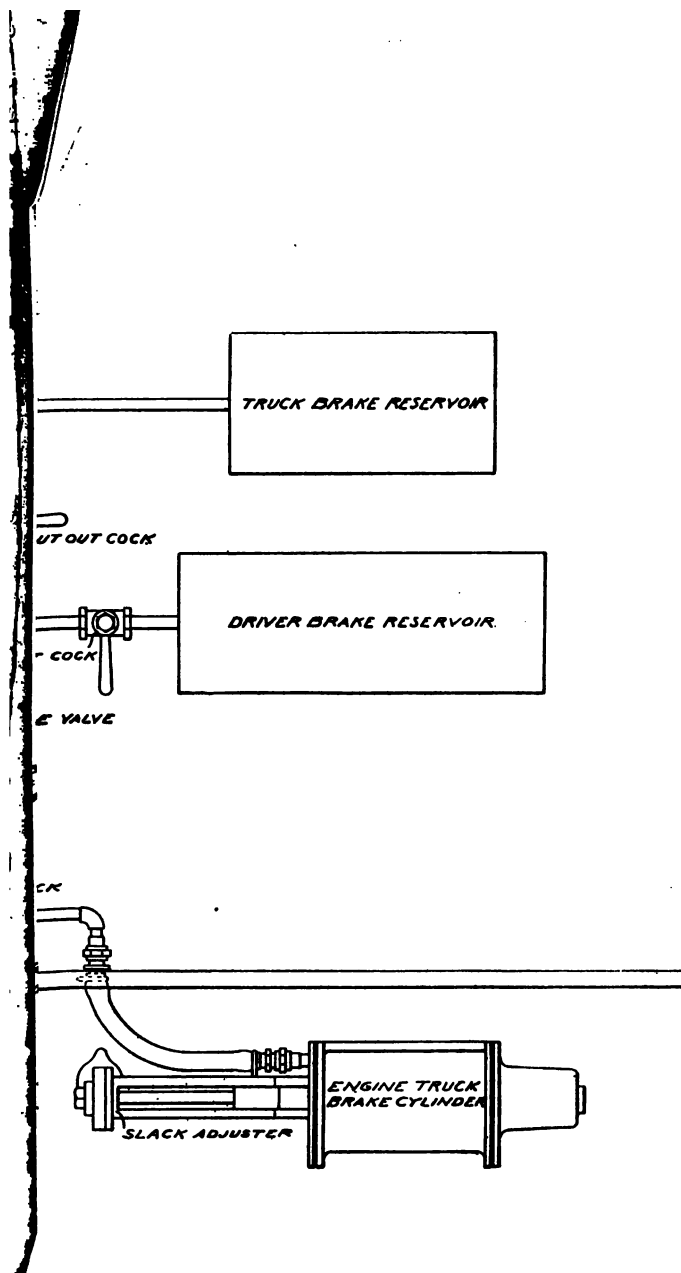 TRUCK BRAKE RESERVOIR
UT OUT COCK
DRIVER BRAKE RESERVOIR.
T COCK
E VALVE
CK
ENGINE TRUCK
BRAKE CYLINDER
SLACK ADJUSTER